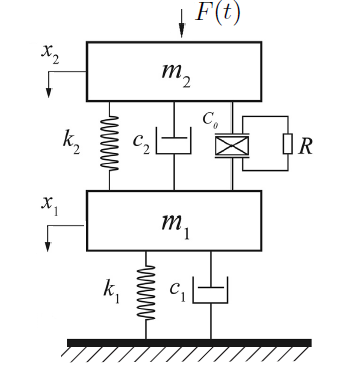 F(t)
x₂
m₂
k₂ c₂ C₀ R
x₁
m₁
k₁ c₁